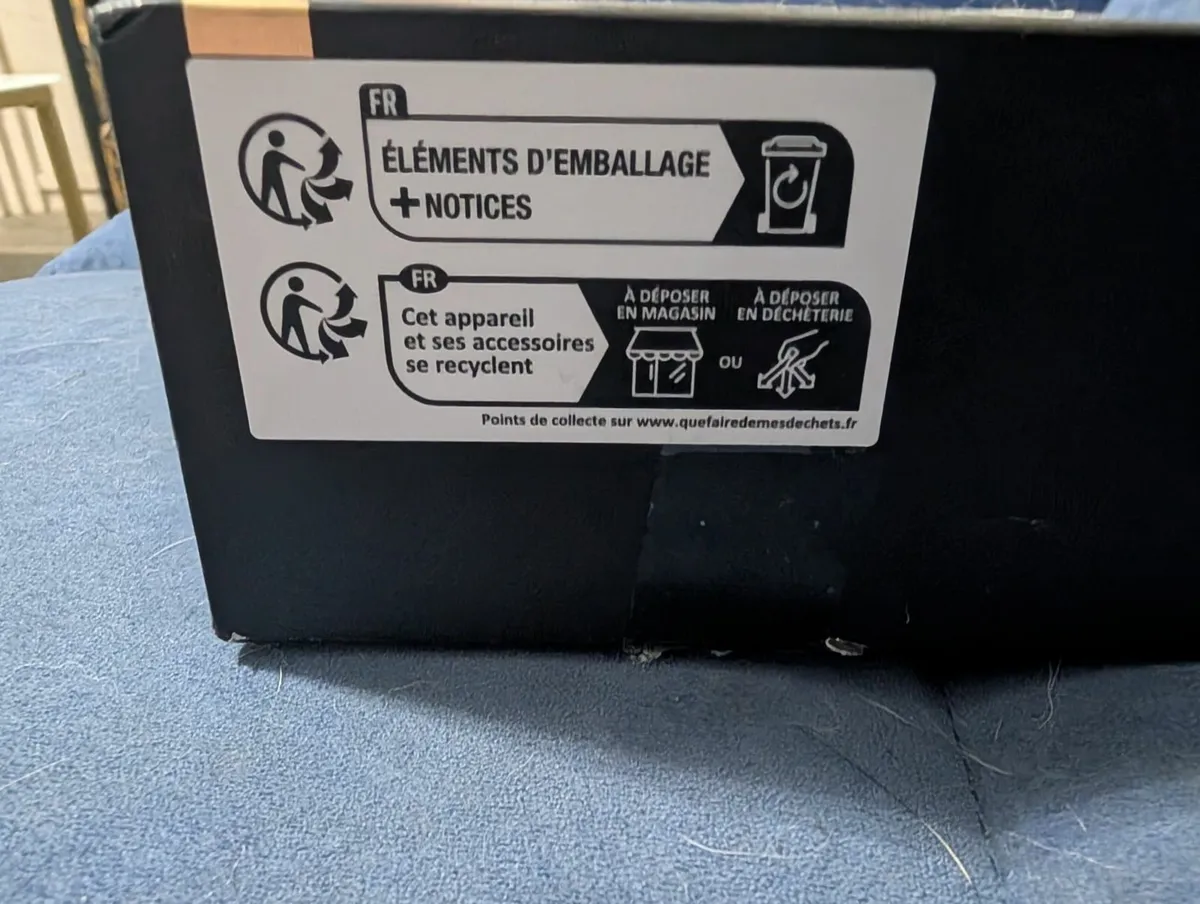 FR
ÉLÉMENTS D'EMBALLAGE
+ NOTICES
FR
Cet appareil
et ses accessoires
se recyclent
À DÉPOSER
EN MAGASIN
OU
À DÉPOSER
EN DÉCHÈTERIE
Points de collecte sur www.quefairedemesdechets.fr